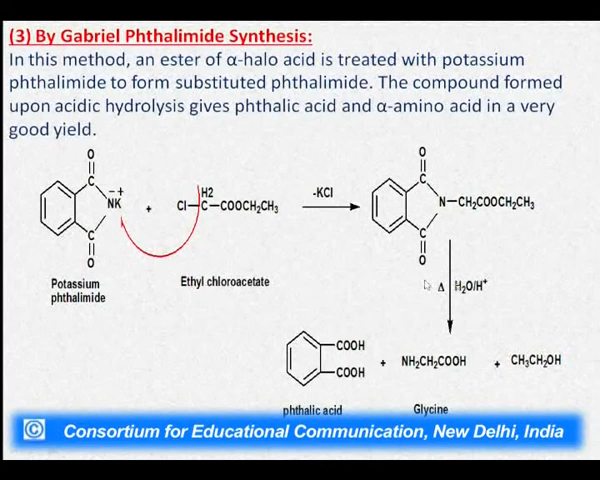 (3) By Gabriel Phthalimide Synthesis:
In this method, an ester of α-halo acid is treated with potassium
phthalimide to form substituted phthalimide. The compound formed
upon acidic hydrolysis gives phthalic acid and α-amino acid in a very
good yield.
O
C
NK
- +
C
O
+
H2
Cl-C-COOCH2CH3
-KCl
O
C
N-CH2COOCH2CH3
C
O
Potassium
phthalimide
Ethyl chloroacetate
Δ H2O/H+
COOH
COOH
+
NH2CH2COOH
+
CH3CH2OH
phthalic acid
Glycine
© Consortium for Educational Communication, New Delhi, India